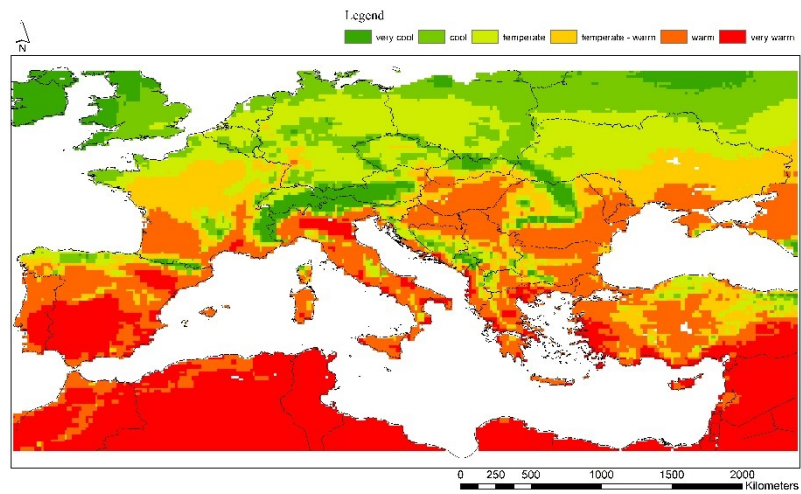 Legend
very cool cool temperate temperate - warm warm very warm
N
0 250 500 1000 1500 2000
Kilometers